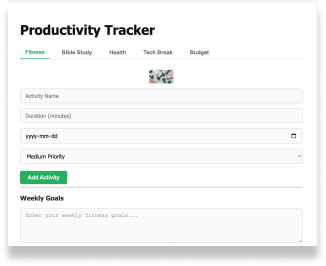 Productivity Tracker
Fitness Bible Study Health Tech Break Budget
Activity Name
Duration (minutes)
yyyy-mm-dd
Medium Priority
Add Activity
Weekly Goals
Enter your weekly fitness goals...